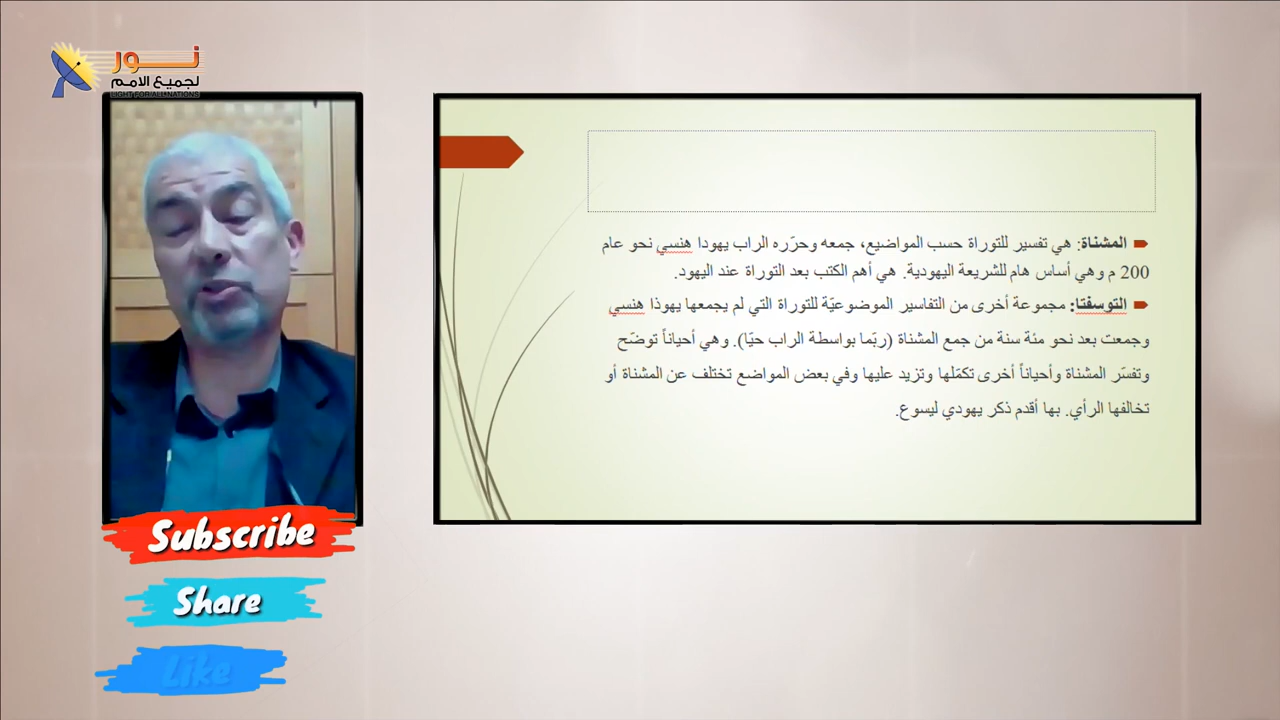 نـــور
لجميع الامم
LIGHT FOR ALL NATIONS
المشناة: هي تفسير للتوراة حسب المواضيع، جمعه وحرّره الراب يهودا هنسي نحو عام
200 م وهي أساس هام للشريعة اليهودية. هي أهم الكتب بعد التوراة عند اليهود.
التوسفتا: مجموعة أخرى من التفاسير الموضوعيّة للتوراة التي لم يجمعها يهوذا هنسي
وجمعت بعد نحو مئة سنة من جمع المشناة (ربّما بواسطة الراب حيّا). وهي أحياناً توضّح
وتفسّر المشناة وأحياناً أخرى تكمّلها وتزيد عليها وفي بعض المواضع تختلف عن المشناة أو
تخالفها الرأي. بها أقدم ذكر يهودي ليسوع.
Subscribe
Share
Like